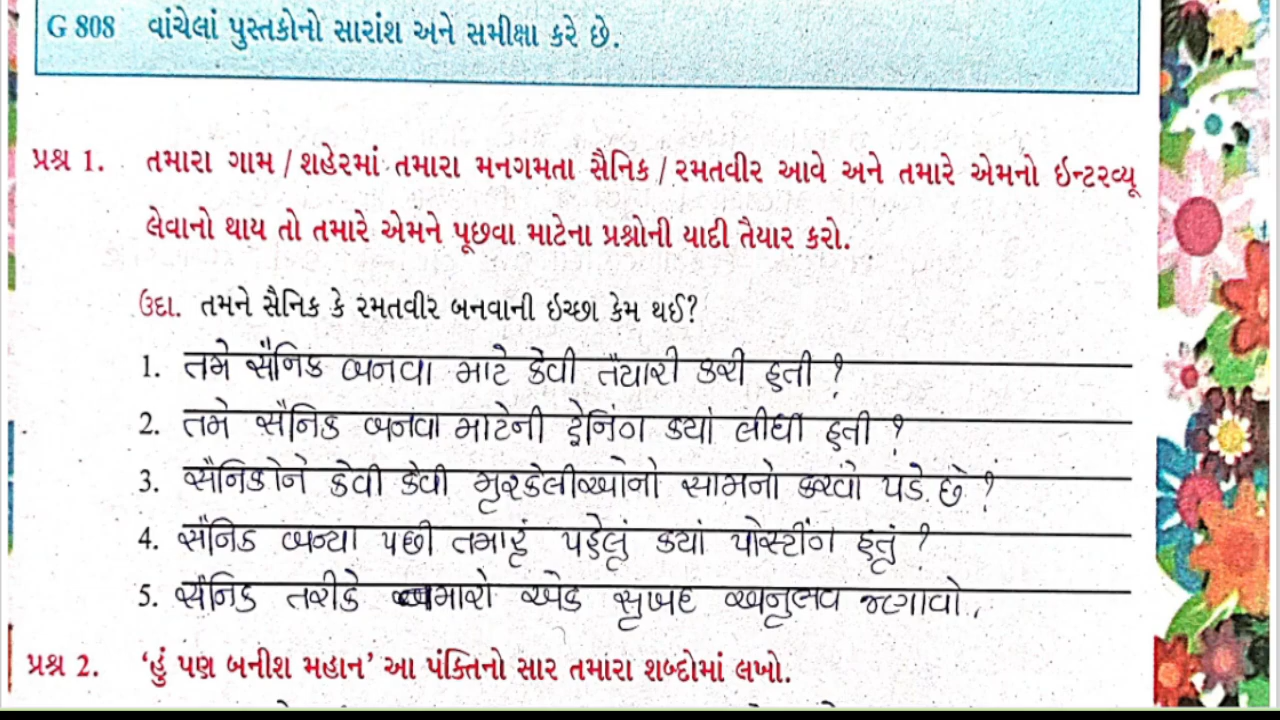 G 808 વાંચેલાં પુસ્તકોનો સારાંશ અને સમીક્ષા કરે છે.
પ્રશ્ન 1. તમારા ગામ / શહેરમાં તમારા મનગમતા સૈનિક / રમતવીર આવે અને તમારે એમનો ઇન્ટરવ્યૂ
લેવાનો થાય તો તમારે એમને પૂછવા માટેના પ્રશ્નોની યાદી તૈયાર કરો.
ઉદા. તમને સૈનિક કે રમતવીર બનવાની ઇચ્છા કેમ થઈ?
1. તમે સૈનિક બનવા માટે કેવી તૈયારી કરી હતી ?
2. તમે સૈનિક બનવા માટેની ટ્રેનિંગ ક્યાં લીધી હતી ?
3. સૈનિકોને કેવી કેવી મુશ્કેલીઓનો સામનો કરવો પડે છે ?
4. સૈનિક બન્યા પછી તમારું પહેલું ક્યાં પોસ્ટીંગ હતું ?
5. સૈનિક તરીકે તમારો એક સુખદ અનુભવ જણાવો.
પ્રશ્ન 2. ‘હું પણ બનીશ મહાન’ આ પંક્તિનો સાર તમારા શબ્દોમાં લખો.